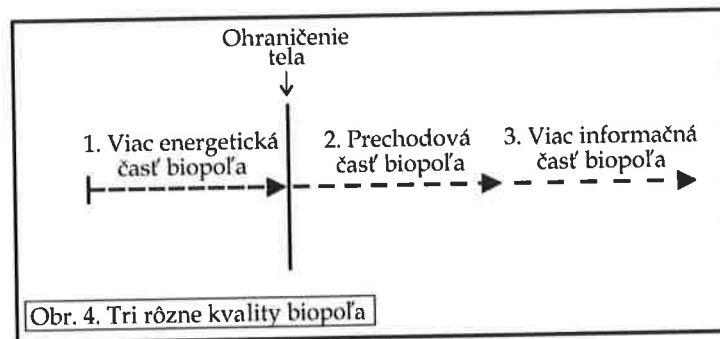 Ohraničenie
tela
1. Viac energetická
časť biopoľa
2. Prechodová
časť biopoľa
3. Viac informačná
časť biopoľa
Obr. 4. Tri rôzne kvality biopoľa